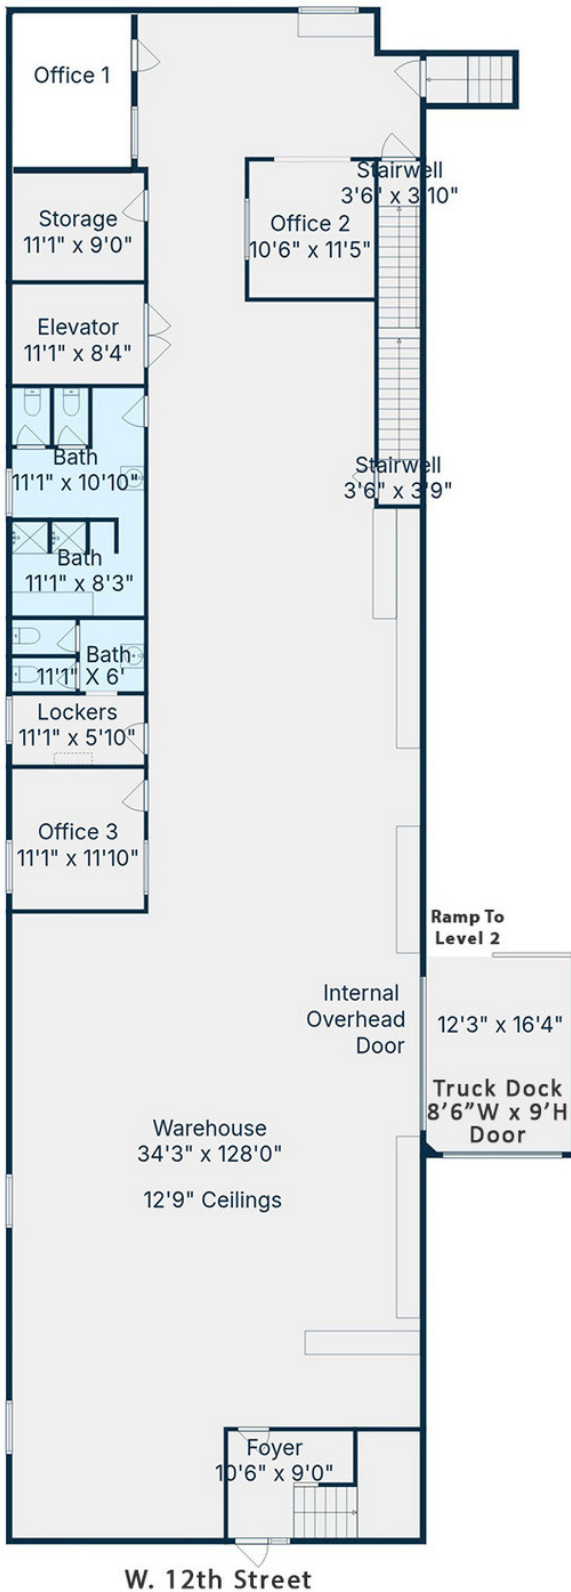 Office 1
Stairwell
3'6" x 3'10"
Storage
11'1" x 9'0"
Office 2
10'6" x 11'5"
Elevator
11'1" x 8'4"
Bath
11'1" x 10'10"
Stairwell
3'6" x 3'9"
Bath
11'1" x 8'3"
Bath
11'1" X 6'
Lockers
11'1" x 5'10"
Office 3
11'1" x 11'10"
Ramp To
Level 2
Internal
Overhead
Door
12'3" x 16'4"
Truck Dock
8'6"W x 9'H
Door
Warehouse
34'3" x 128'0"
12'9" Ceilings
Foyer
10'6" x 9'0"
W. 12th Street